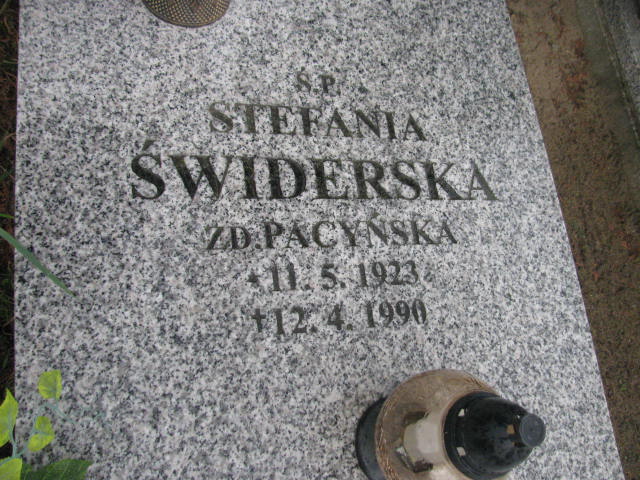 Ś.P.
STEFANIA
ŚWIDERSKA
ZD. PACYŃSKA
* 11. 5. 1923
† 12. 4. 1990